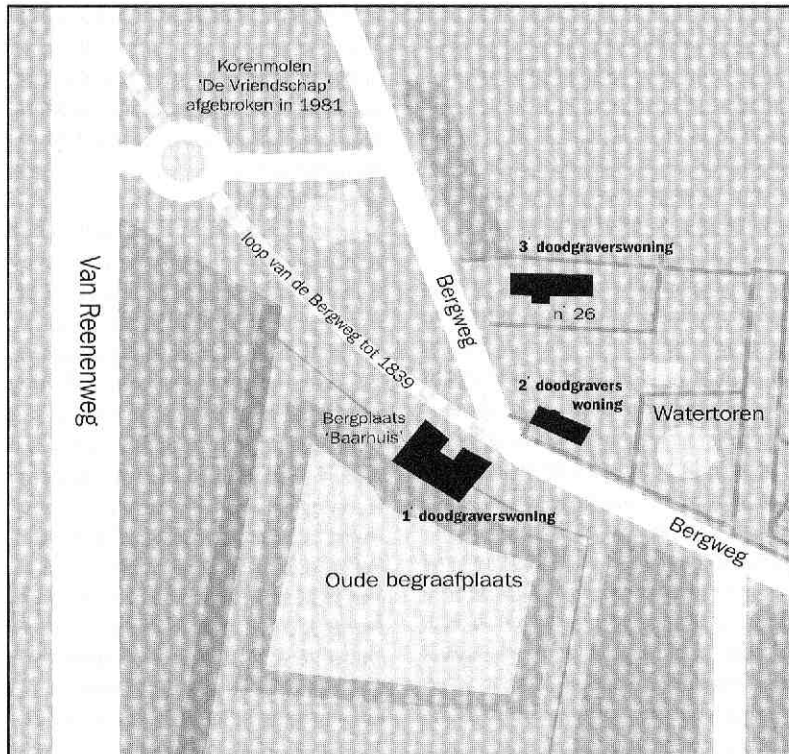 Korenmolen
'De Vriendschap'
afgebroken in 1981
Van Reenenweg
loop van de Bergweg tot 1839
Bergweg
3' doodgraverswoning
n' 26
2' doodgravers
woning
Watertoren
Bergplaats
'Baarhuis'
1' doodgraverswoning
Bergweg
Oude begraafplaats